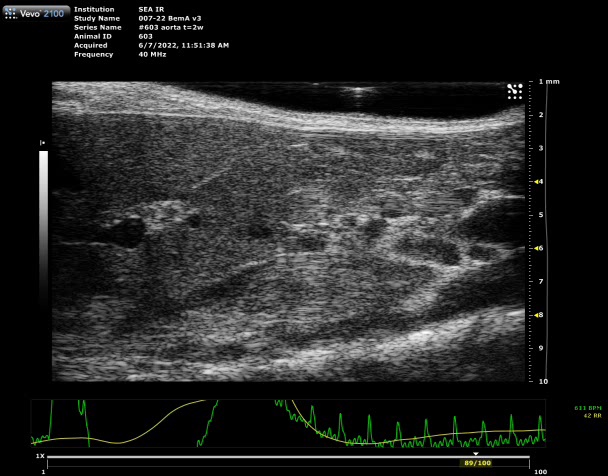 Vevo 2100
Institution SEA IR
Study Name 007-22 BemA v3
Series Name #603 aorta t=2w
Animal ID 603
Acquired 6/7/2022, 11:51:38 AM
Frequency 40 MHz
1 mm
2
3
4
5
6
7
8
9
10
633 BPM
42 RR
1X
89/100
1
100